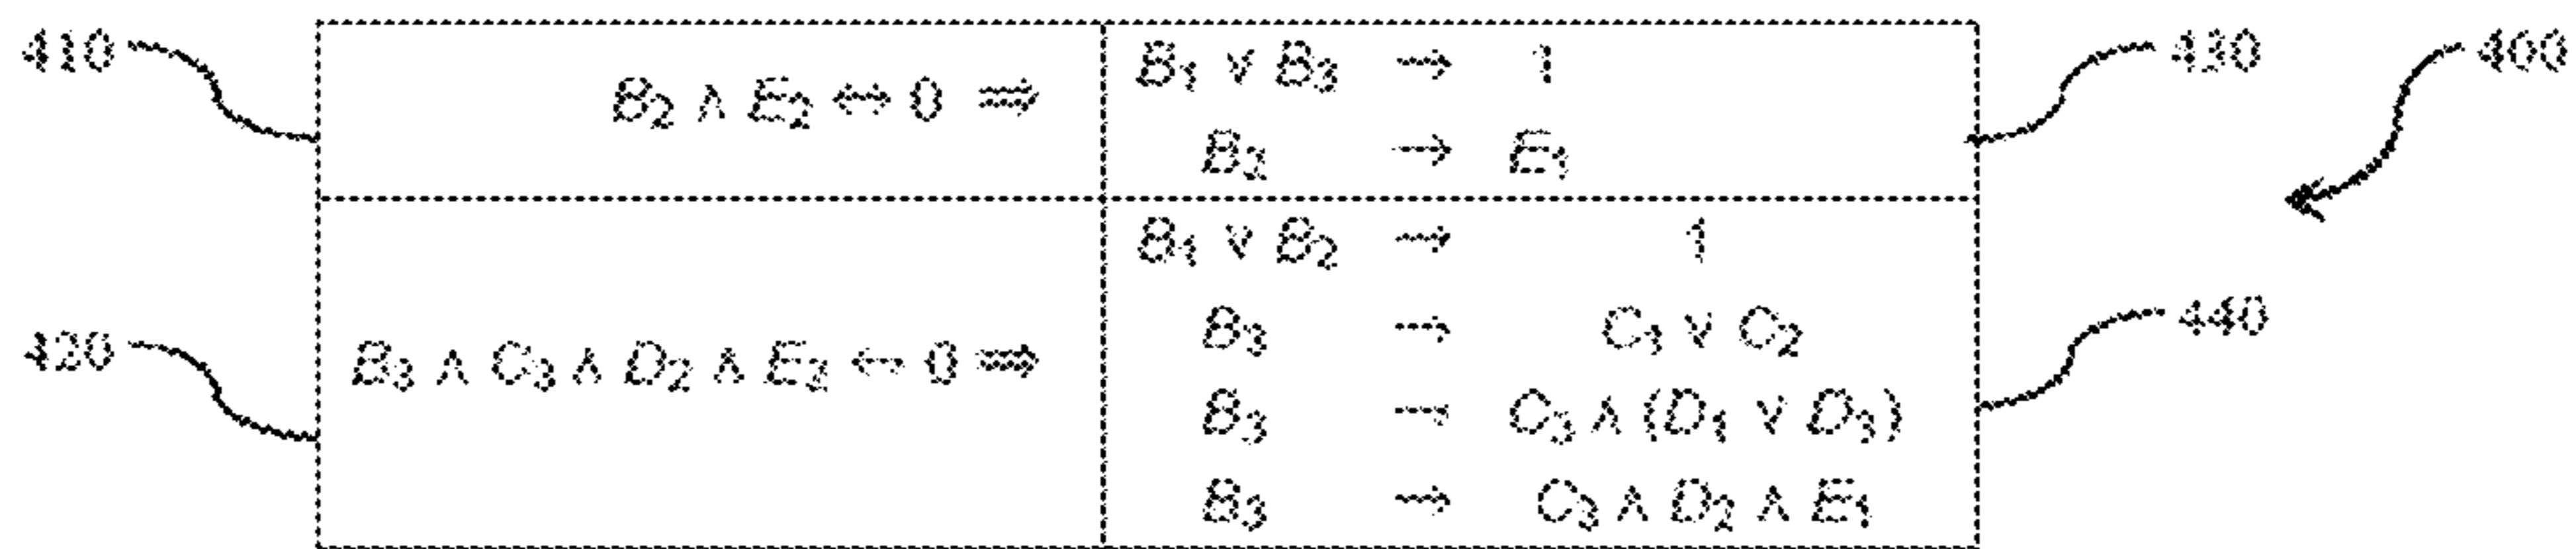 410
B₂ ∧ E₂ ↔ 0 ⇒
B₁ ∨ B₃ → 1
B₂ → E₁
430
400
420
B₃ ∧ C₃ ∧ D₂ ∧ E₂ ↔ 0 ⇒
B₁ ∨ B₂ → 1
B₃ → C₁ ∨ C₂
B₃ → C₃ ∧ (D₁ ∨ D₃)
B₃ → C₃ ∧ D₂ ∧ E₁
440